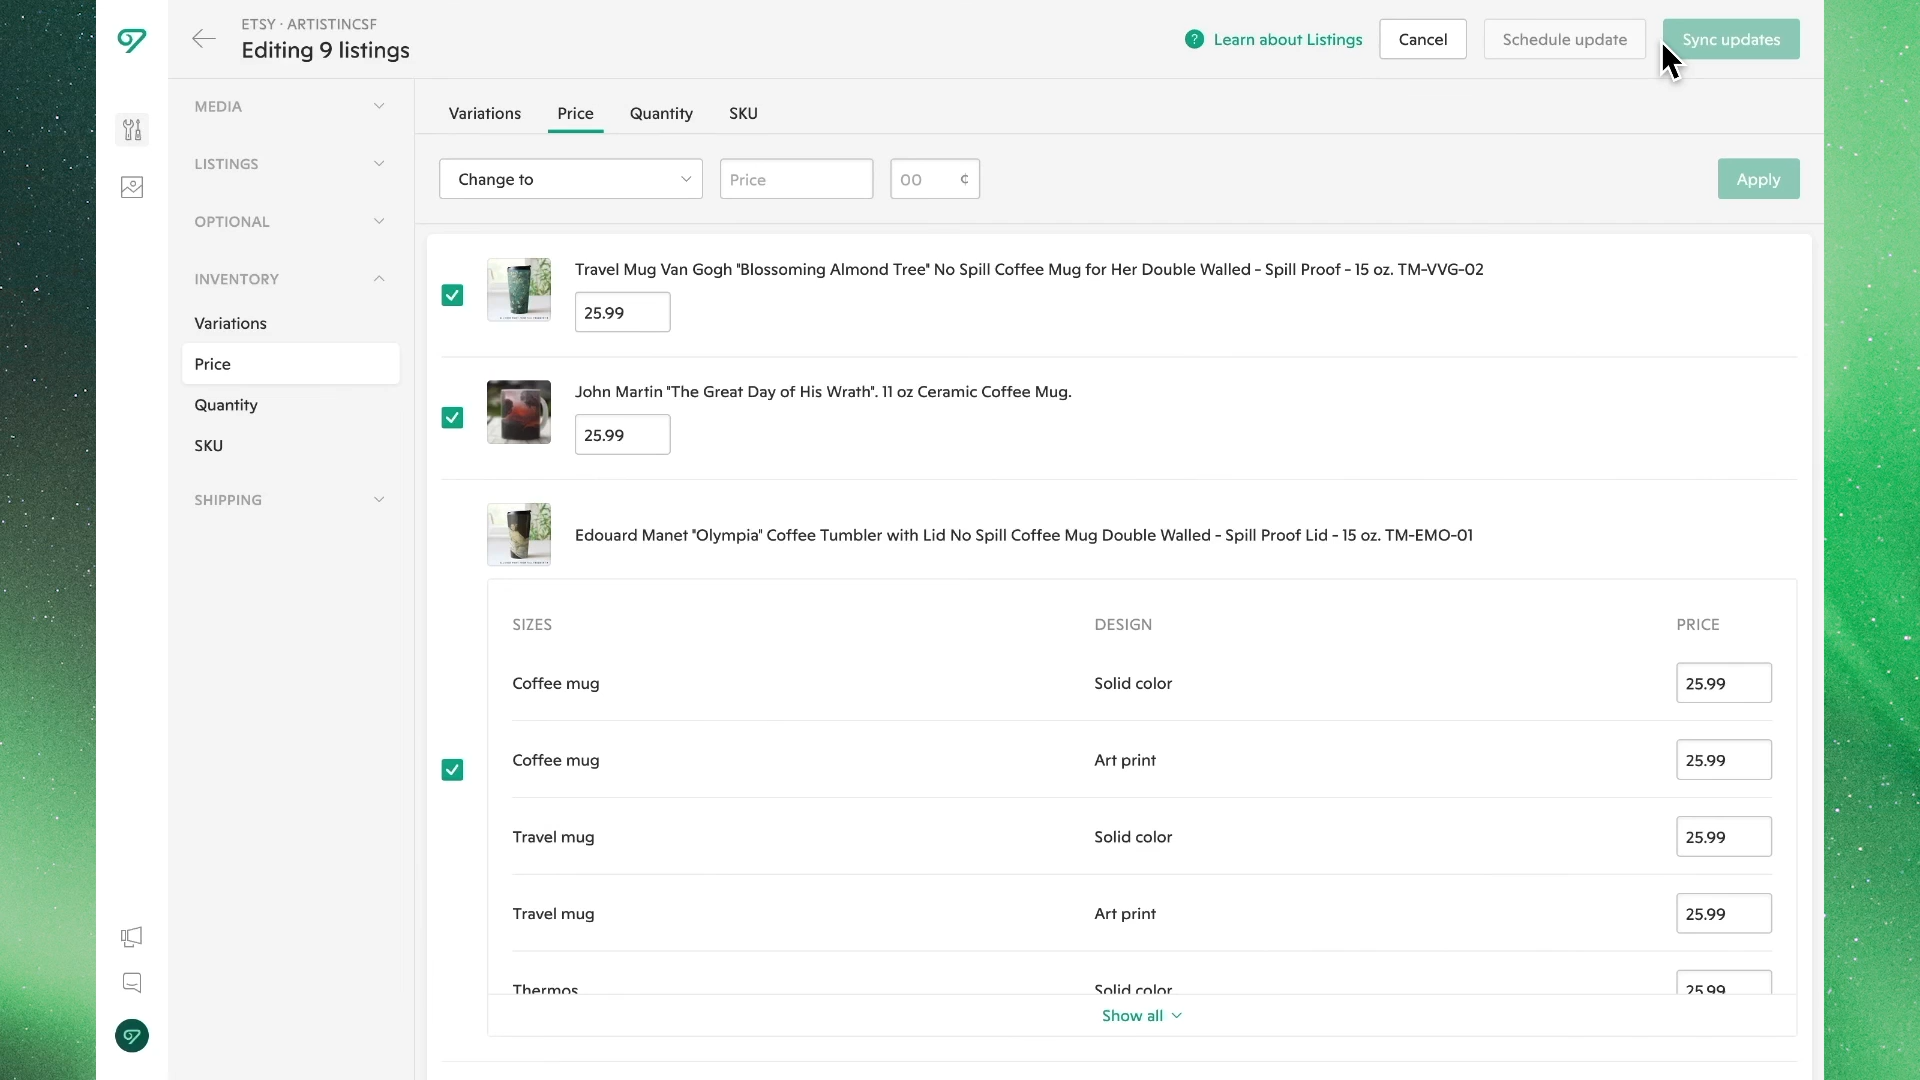 ETSY · ARTISTINCSF
Editing 9 listings
? Learn about Listings
Cancel
Schedule update
Sync updates
MEDIA
LISTINGS
OPTIONAL
INVENTORY
Variations
Price
Quantity
SKU
SHIPPING
Variations Price Quantity SKU
Change to
Price
00 ¢
Apply
Travel Mug Van Gogh "Blossoming Almond Tree" No Spill Coffee Mug for Her Double Walled - Spill Proof - 15 oz. TM-VVG-02
25.99
John Martin "The Great Day of His Wrath". 11 oz Ceramic Coffee Mug.
25.99
Edouard Manet "Olympia" Coffee Tumbler with Lid No Spill Coffee Mug Double Walled - Spill Proof Lid - 15 oz. TM-EMO-01
SIZES DESIGN PRICE
Coffee mug Solid color 25.99
Coffee mug Art print 25.99
Travel mug Solid color 25.99
Travel mug Art print 25.99
Thermos Solid color 25.99
Show all